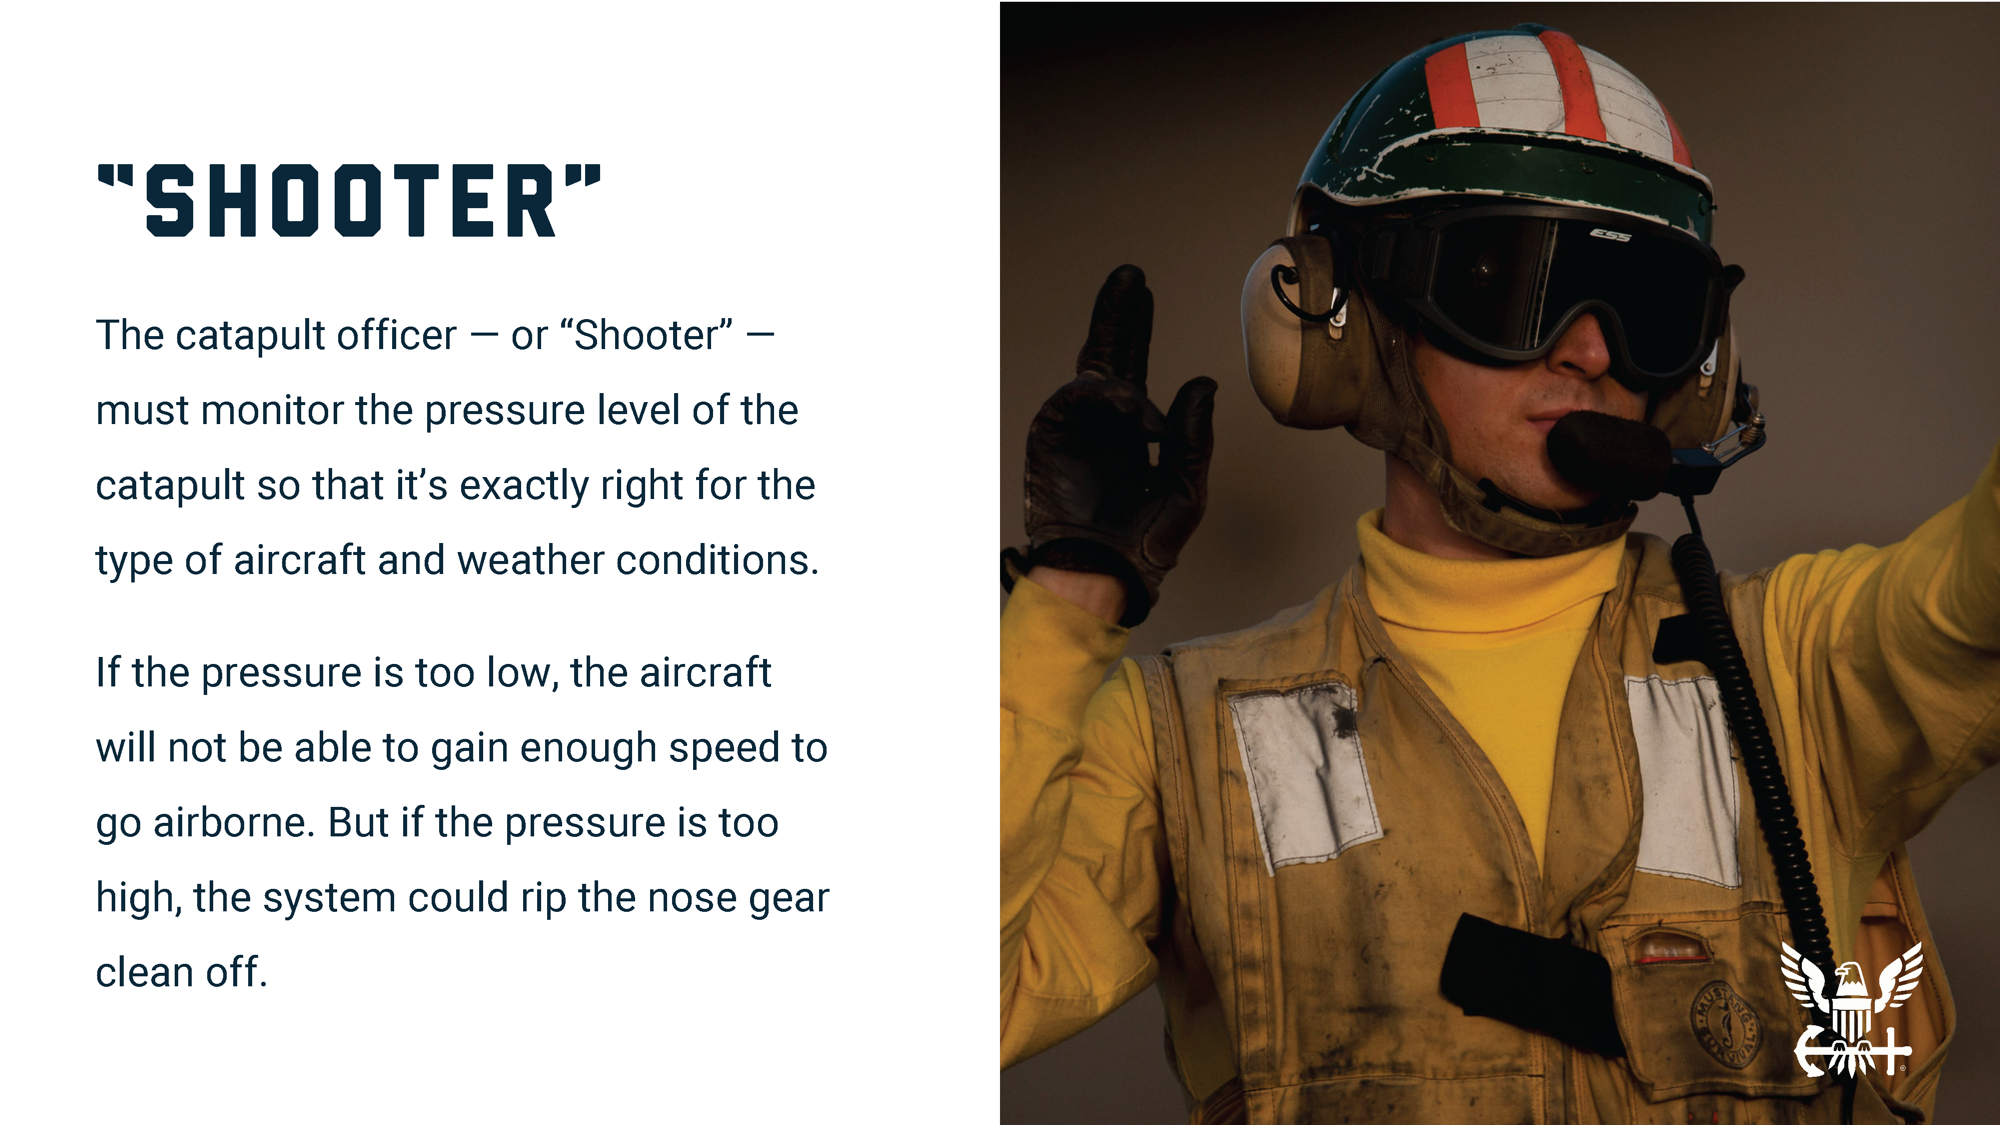 "SHOOTER"
The catapult officer — or “Shooter” —
must monitor the pressure level of the
catapult so that it’s exactly right for the
type of aircraft and weather conditions.
If the pressure is too low, the aircraft
will not be able to gain enough speed to
go airborne. But if the pressure is too
high, the system could rip the nose gear
clean off.
ESS
MUSTANG
SURVIVAL
®